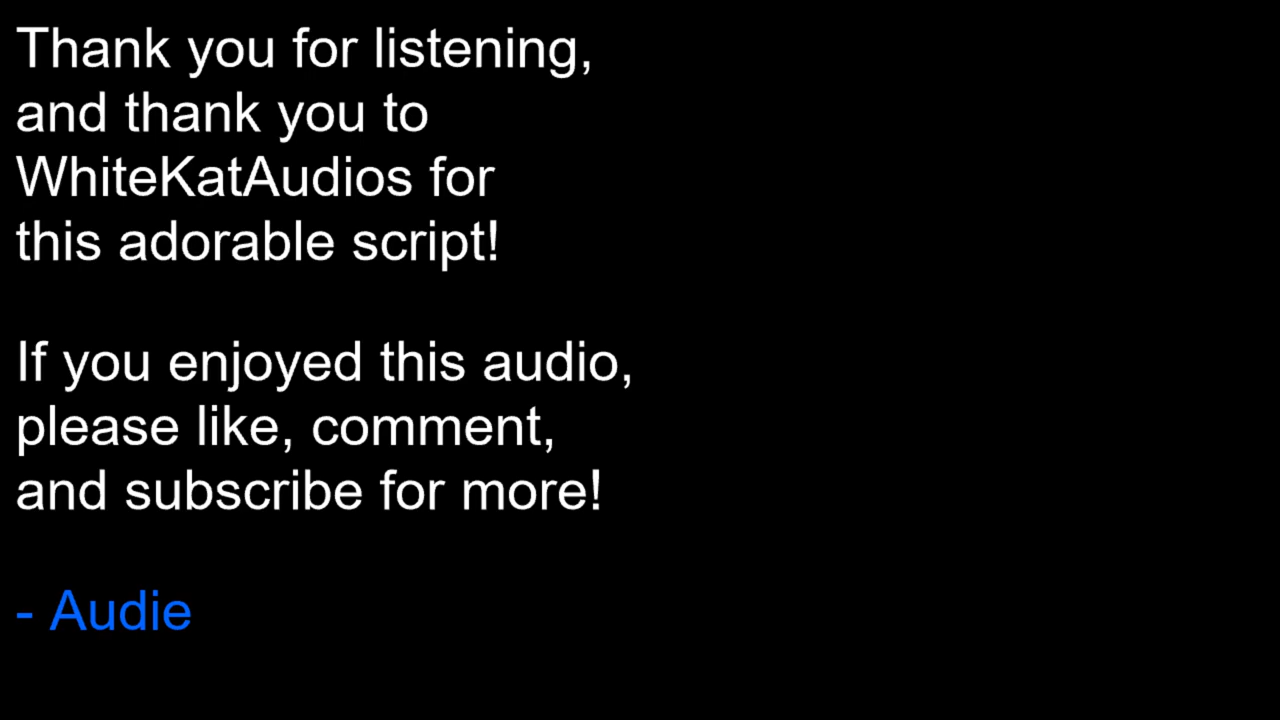 Thank you for listening,
and thank you to
WhiteKatAudios for
this adorable script!
If you enjoyed this audio,
please like, comment,
and subscribe for more!
- Audie